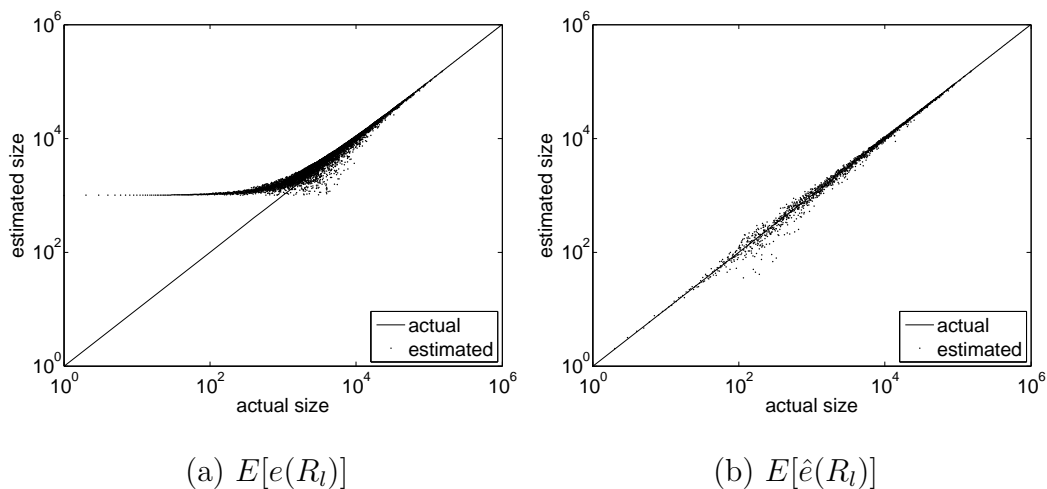 10^6
10^4
10^2
10^0
estimated size
10^0 10^2 10^4 10^6
actual size
actual
estimated
(a) E[e(R_l)]
10^6
10^4
10^2
10^0
estimated size
10^0 10^2 10^4 10^6
actual size
actual
estimated
(b) E[ê(R_l)]